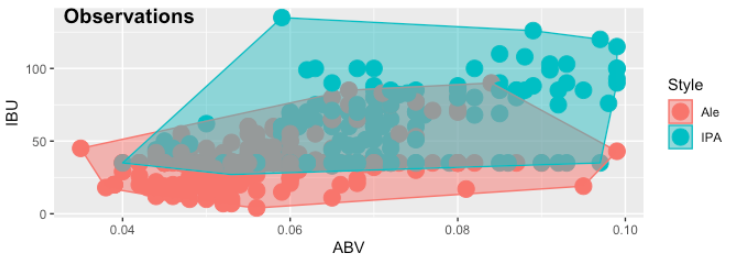 Observations
IBU
100
50
0
0.04
0.06
0.08
0.10
ABV
Style
Ale
IPA